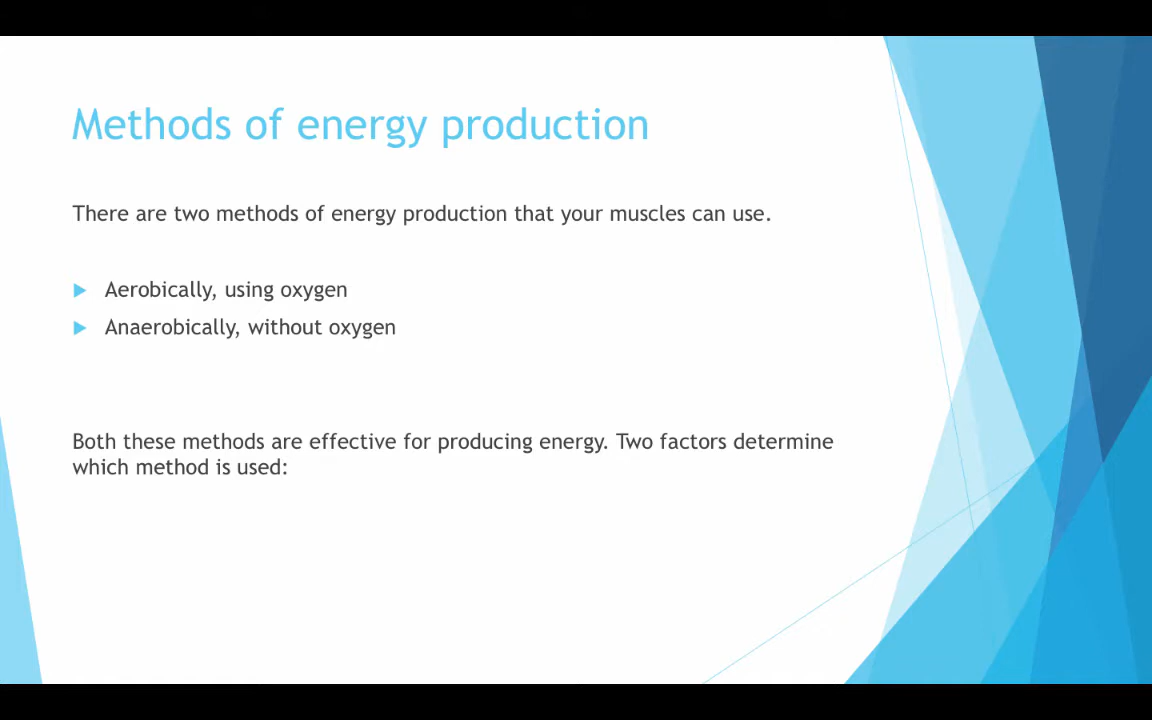 Methods of energy production
There are two methods of energy production that your muscles can use.
Aerobically, using oxygen
Anaerobically, without oxygen
Both these methods are effective for producing energy. Two factors determine
which method is used: